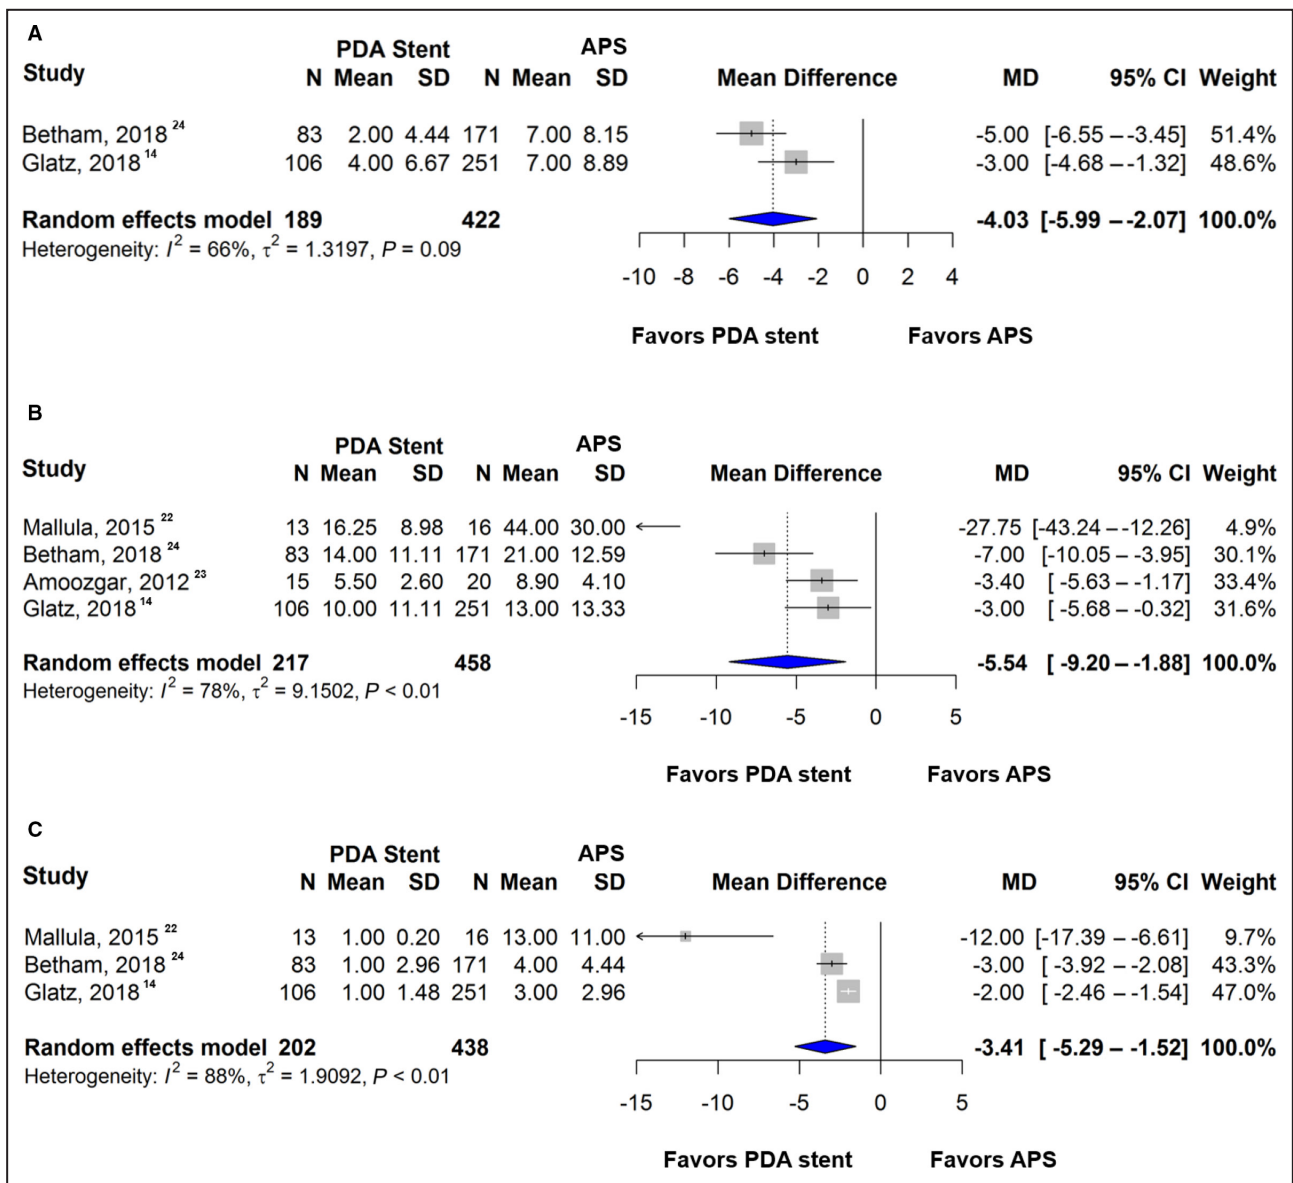 A
PDA Stent APS
Study N Mean SD N Mean SD Mean Difference MD 95% CI Weight
Betham, 2018 24 83 2.00 4.44 171 7.00 8.15 -5.00 [-6.55 – -3.45] 51.4%
Glatz, 2018 14 106 4.00 6.67 251 7.00 8.89 -3.00 [-4.68 – -1.32] 48.6%
Random effects model 189 422 -4.03 [-5.99 – -2.07] 100.0%
Heterogeneity: I² = 66%, τ² = 1.3197, P = 0.09
-10 -8 -6 -4 -2 0 2 4
Favors PDA stent Favors APS
B
PDA Stent APS
Study N Mean SD N Mean SD Mean Difference MD 95% CI Weight
Mallula, 2015 22 13 16.25 8.98 16 44.00 30.00 -27.75 [-43.24 – -12.26] 4.9%
Betham, 2018 24 83 14.00 11.11 171 21.00 12.59 -7.00 [-10.05 – -3.95] 30.1%
Amoozgar, 2012 23 15 5.50 2.60 20 8.90 4.10 -3.40 [ -5.63 – -1.17] 33.4%
Glatz, 2018 14 106 10.00 11.11 251 13.00 13.33 -3.00 [ -5.68 – -0.32] 31.6%
Random effects model 217 458 -5.54 [ -9.20 – -1.88] 100.0%
Heterogeneity: I² = 78%, τ² = 9.1502, P < 0.01
-15 -10 -5 0 5
Favors PDA stent Favors APS
C
PDA Stent APS
Study N Mean SD N Mean SD Mean Difference MD 95% CI Weight
Mallula, 2015 22 13 1.00 0.20 16 13.00 11.00 -12.00 [-17.39 – -6.61] 9.7%
Betham, 2018 24 83 1.00 2.96 171 4.00 4.44 -3.00 [ -3.92 – -2.08] 43.3%
Glatz, 2018 14 106 1.00 1.48 251 3.00 2.96 -2.00 [ -2.46 – -1.54] 47.0%
Random effects model 202 438 -3.41 [ -5.29 – -1.52] 100.0%
Heterogeneity: I² = 88%, τ² = 1.9092, P < 0.01
-15 -10 -5 0 5
Favors PDA stent Favors APS